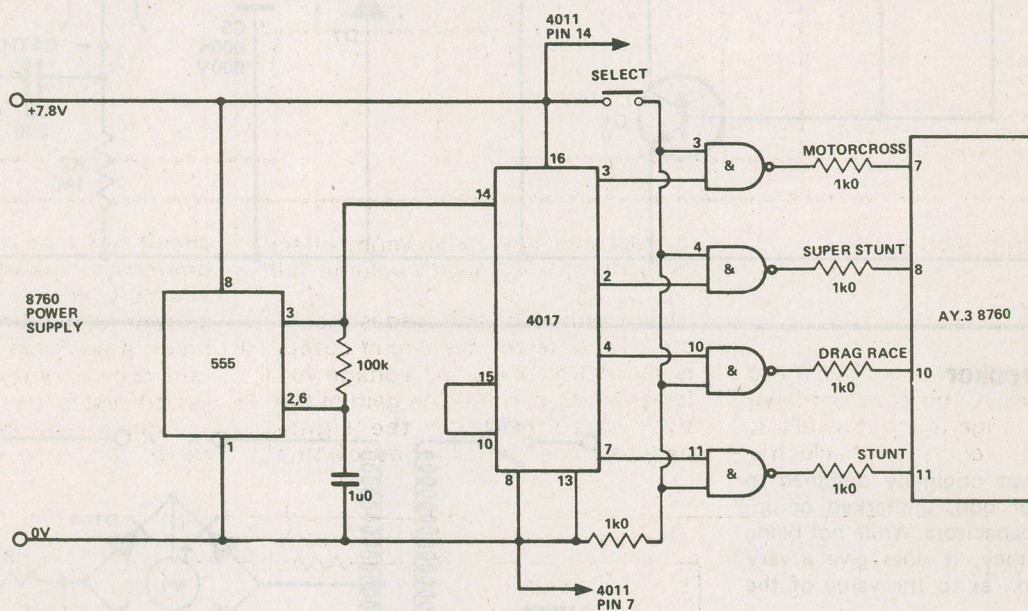 4011
PIN 14
SELECT
+7.8V
16
3
3
&
MOTORCROSS
1k0
7
14
4
&
SUPER STUNT
1k0
8
2
8
8760
POWER
SUPPLY
3
555
100k
4017
AY.3 8760
4
10
&
DRAG RACE
1k0
10
2,6
15
10
1
1u0
7
11
&
STUNT
1k0
11
8
13
0V
1k0
4011
PIN 7